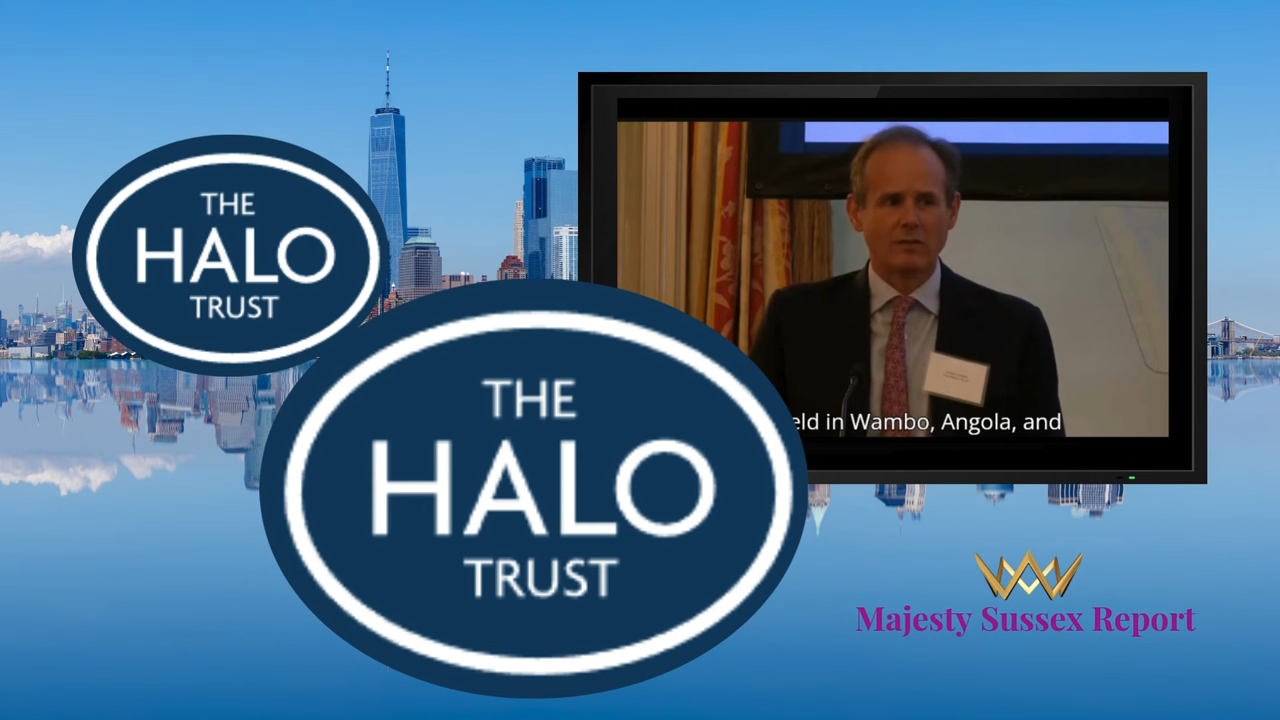 THE
HALO
TRUST
THE
HALO
TRUST
eld in Wambo, Angola, and
Majesty Sussex Report